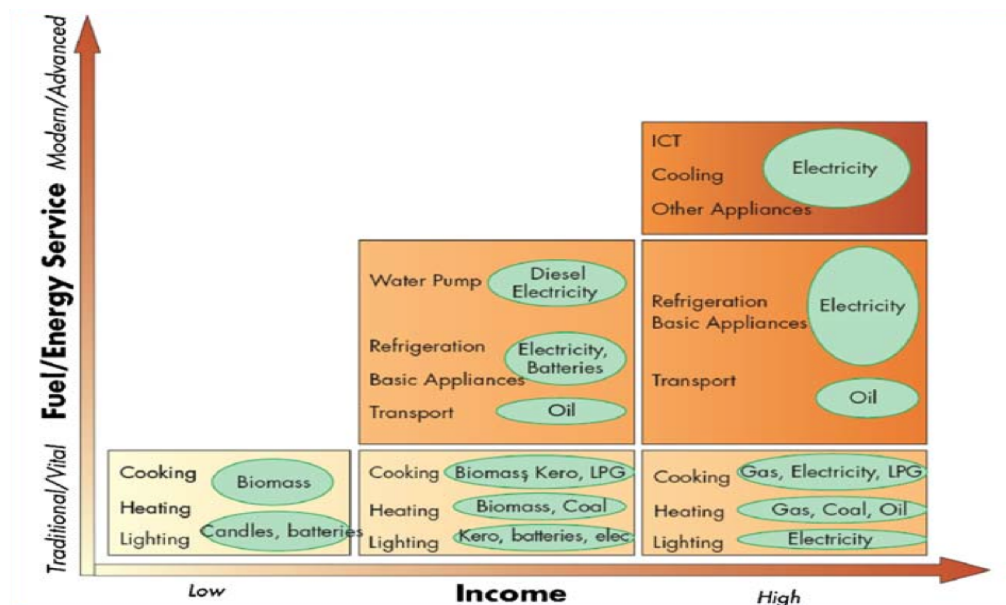 Fuel/Energy Service
Modern/Advanced
Traditional/Vital
ICT
Cooling
Other Appliances
Electricity
Water Pump
Diesel
Electricity
Refrigeration
Basic Appliances
Electricity,
Batteries
Transport
Oil
Refrigeration
Basic Appliances
Electricity
Transport
Oil
Cooking
Heating
Lighting
Biomass
Candles, batteries
Cooking
Biomass, Kero, LPG
Heating
Biomass, Coal
Lighting
Kero, batteries, elec.
Cooking
Gas, Electricity, LPG
Heating
Gas, Coal, Oil
Lighting
Electricity
Low
Income
High